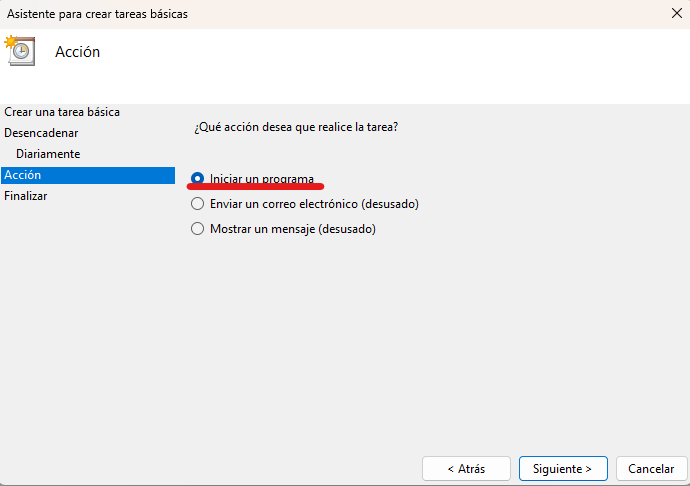 Asistente para crear tareas básicas
Acción
Crear una tarea básica
Desencadenar
Diariamente
Acción
Finalizar
¿Qué acción desea que realice la tarea?
Iniciar un programa
Enviar un correo electrónico (desusado)
Mostrar un mensaje (desusado)
< Atrás
Siguiente >
Cancelar